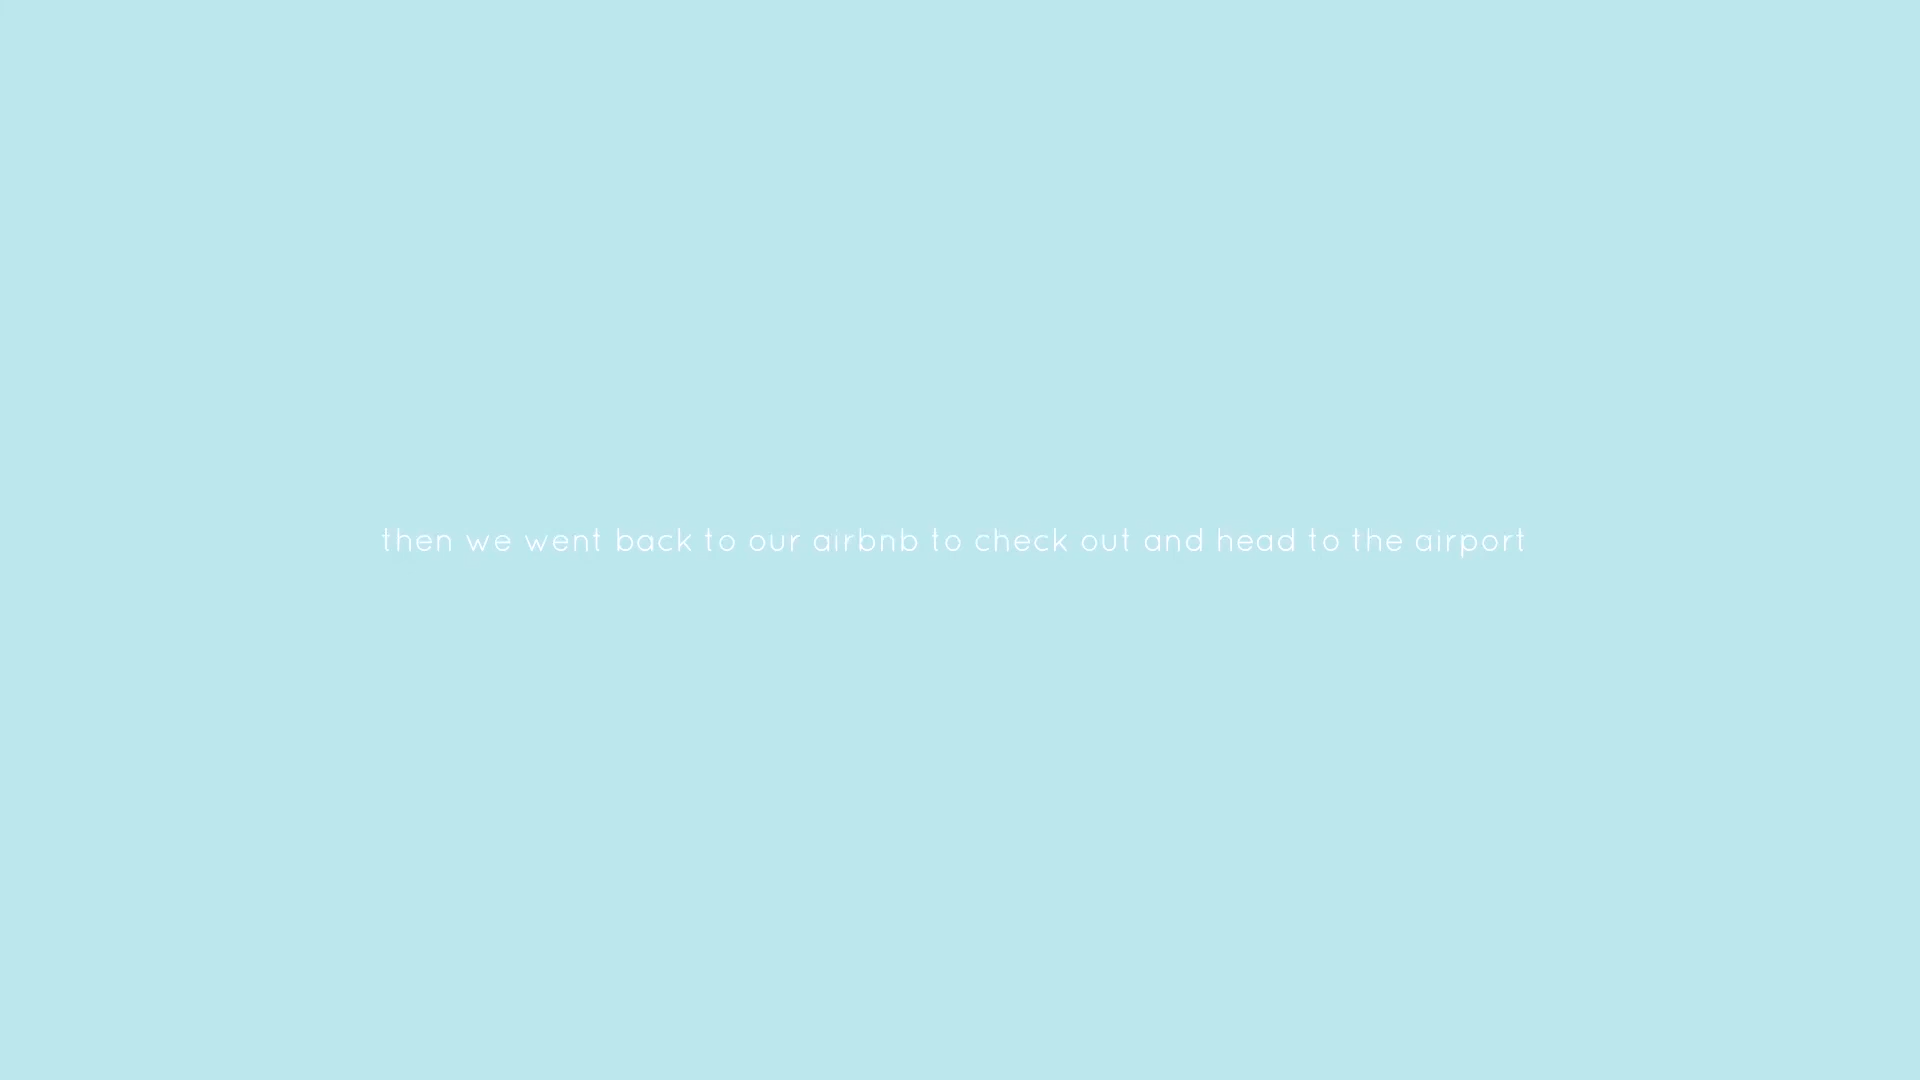 then we went back to our airbnb to check out and head to the airport